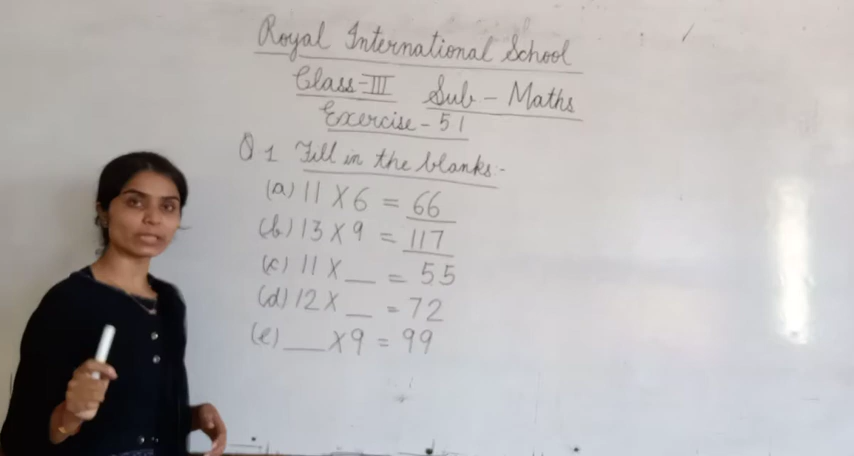 Royal International School
Class-III Sub - Maths
Exercise - 51
Q 1 Fill in the blanks:-
(a) 11 X 6 = 66
(b) 13 X 9 = 117
(c) 11 X __ = 55
(d) 12 X __ = 72
(e) __ X 9 = 99